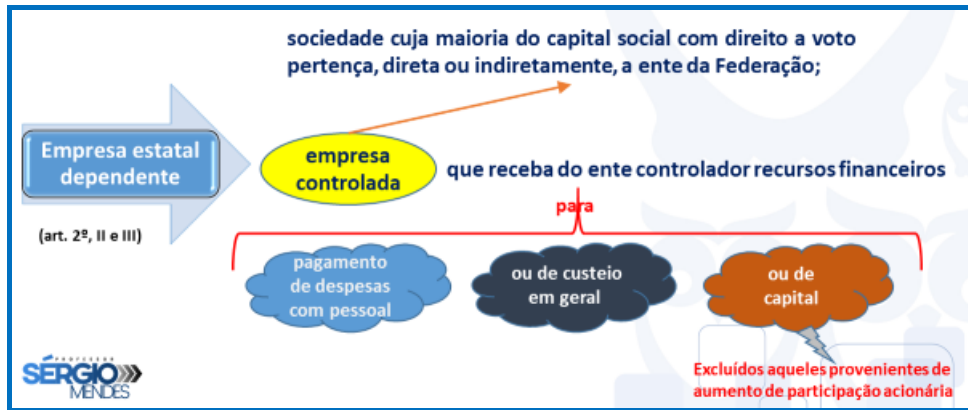 sociedade cuja maioria do capital social com direito a voto
pertença, direta ou indiretamente, a ente da Federação;
Empresa estatal
dependente
(art. 2º, II e III)
empresa
controlada
que receba do ente controlador recursos financeiros
para
pagamento
de despesas
com pessoal
ou de custeio
em geral
ou de
capital
Excluídos aqueles provenientes de
aumento de participação acionária
PROFESSOR
SÉRGIO
MENDES